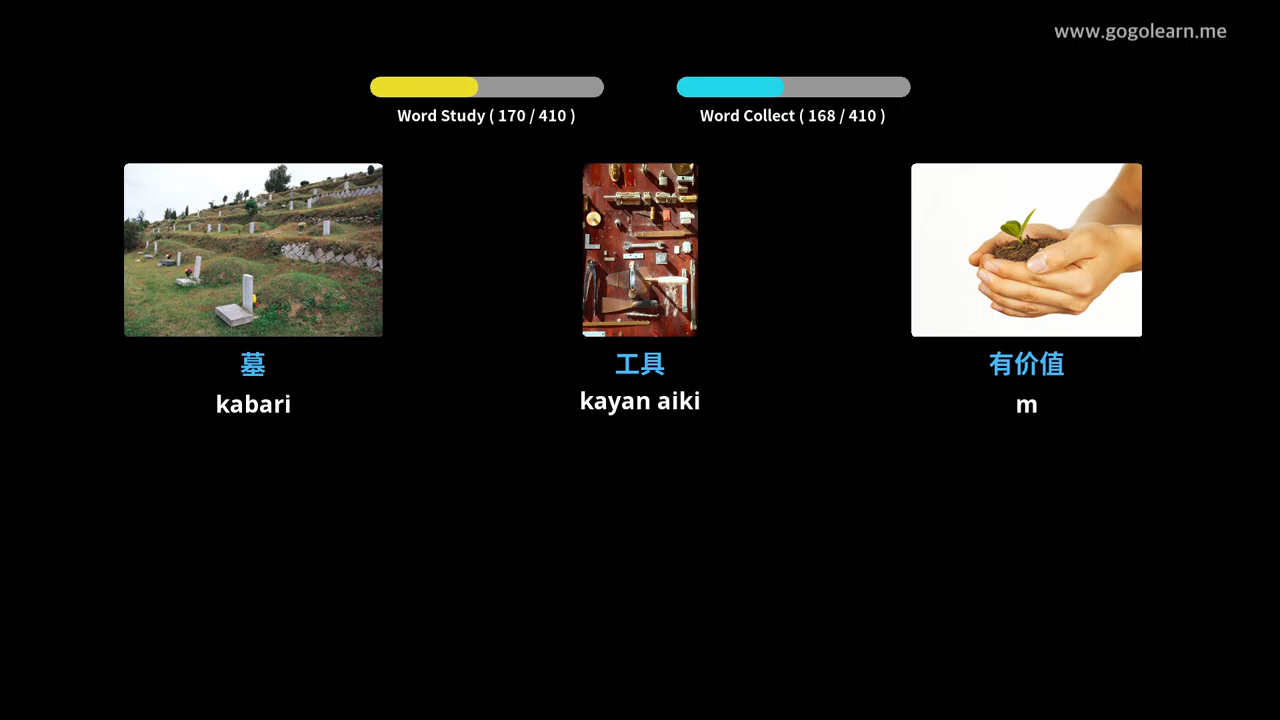 www.gogolearn.me
Word Study ( 170 / 410 )
Word Collect ( 168 / 410 )
墓
工具
有价值
kabari
kayan aiki
m